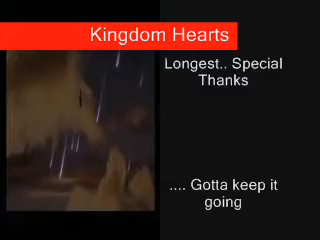 Kingdom Hearts
Longest.. Special
Thanks
.... Gotta keep it
going